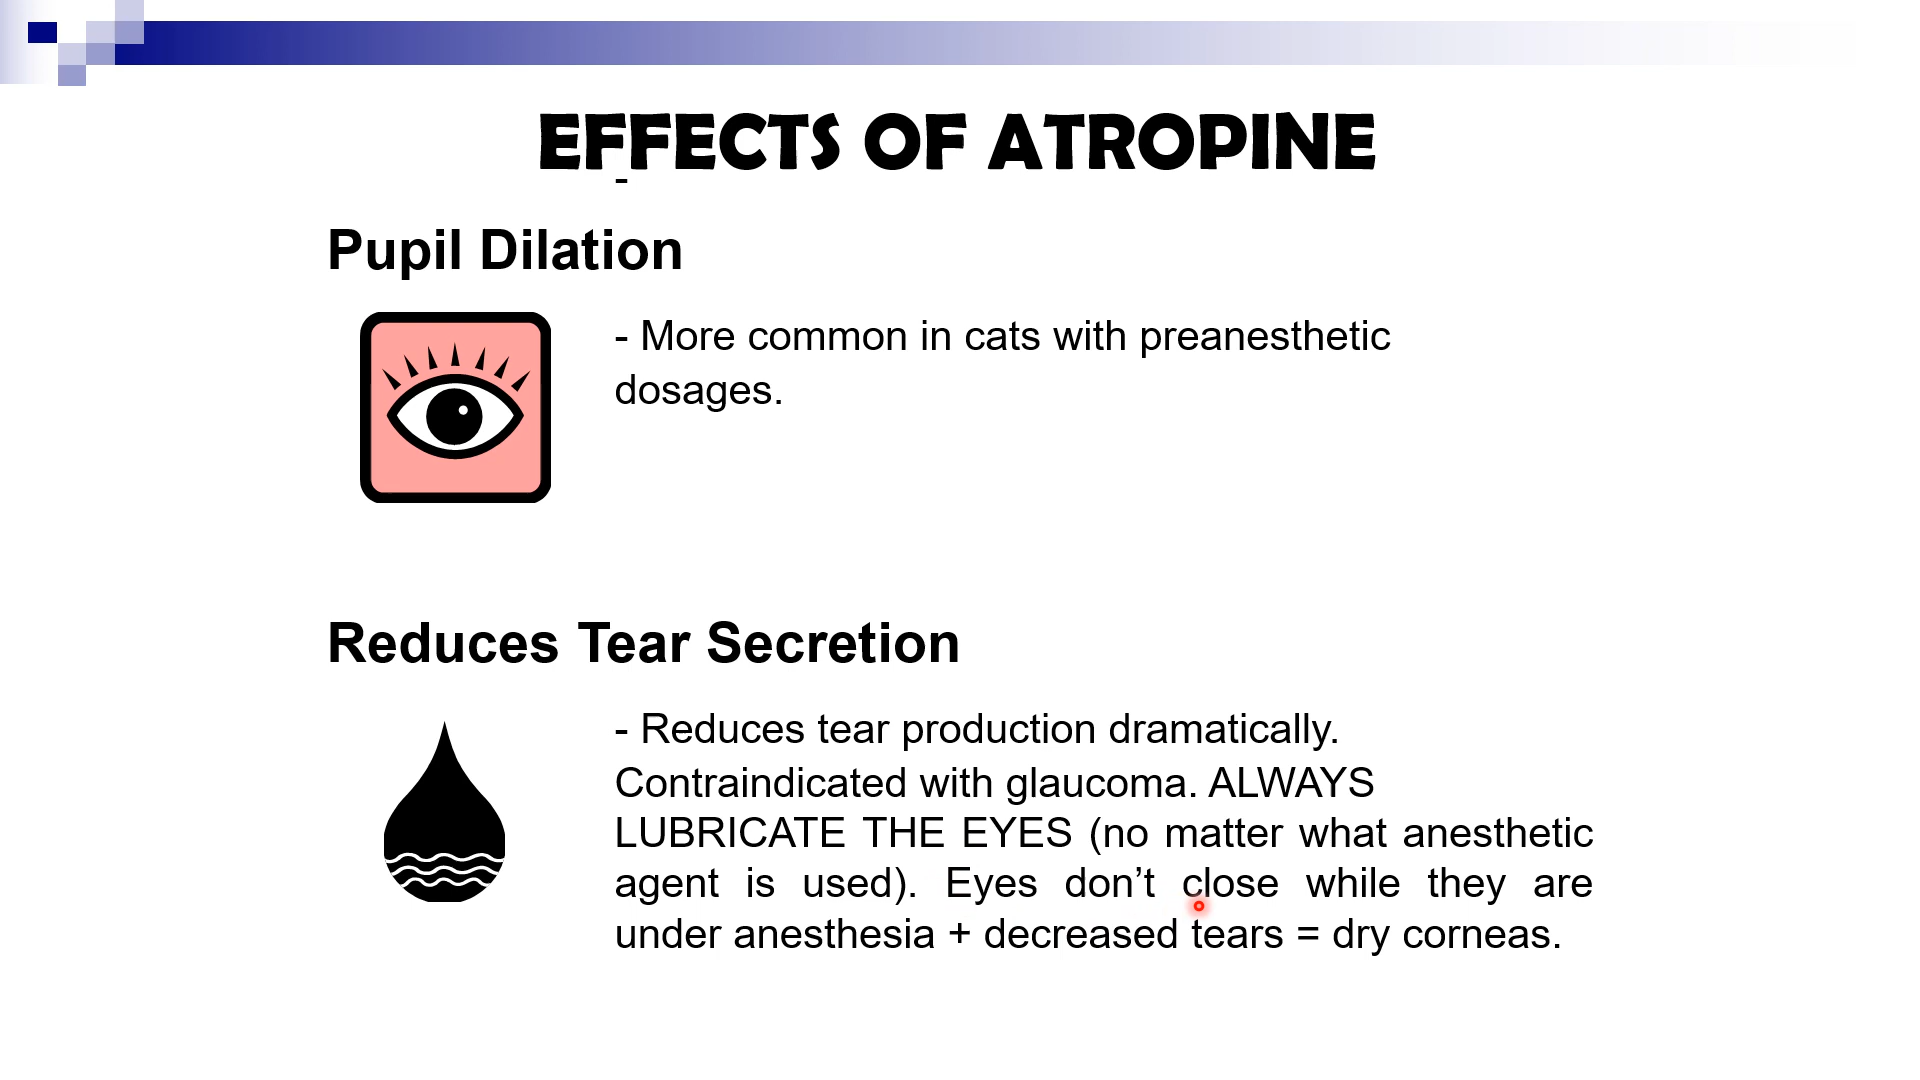 EFFECTS OF ATROPINE
-
Pupil Dilation
- More common in cats with preanesthetic
dosages.
Reduces Tear Secretion
- Reduces tear production dramatically.
Contraindicated with glaucoma. ALWAYS
LUBRICATE THE EYES (no matter what anesthetic
agent is used). Eyes don’t close while they are
under anesthesia + decreased tears = dry corneas.